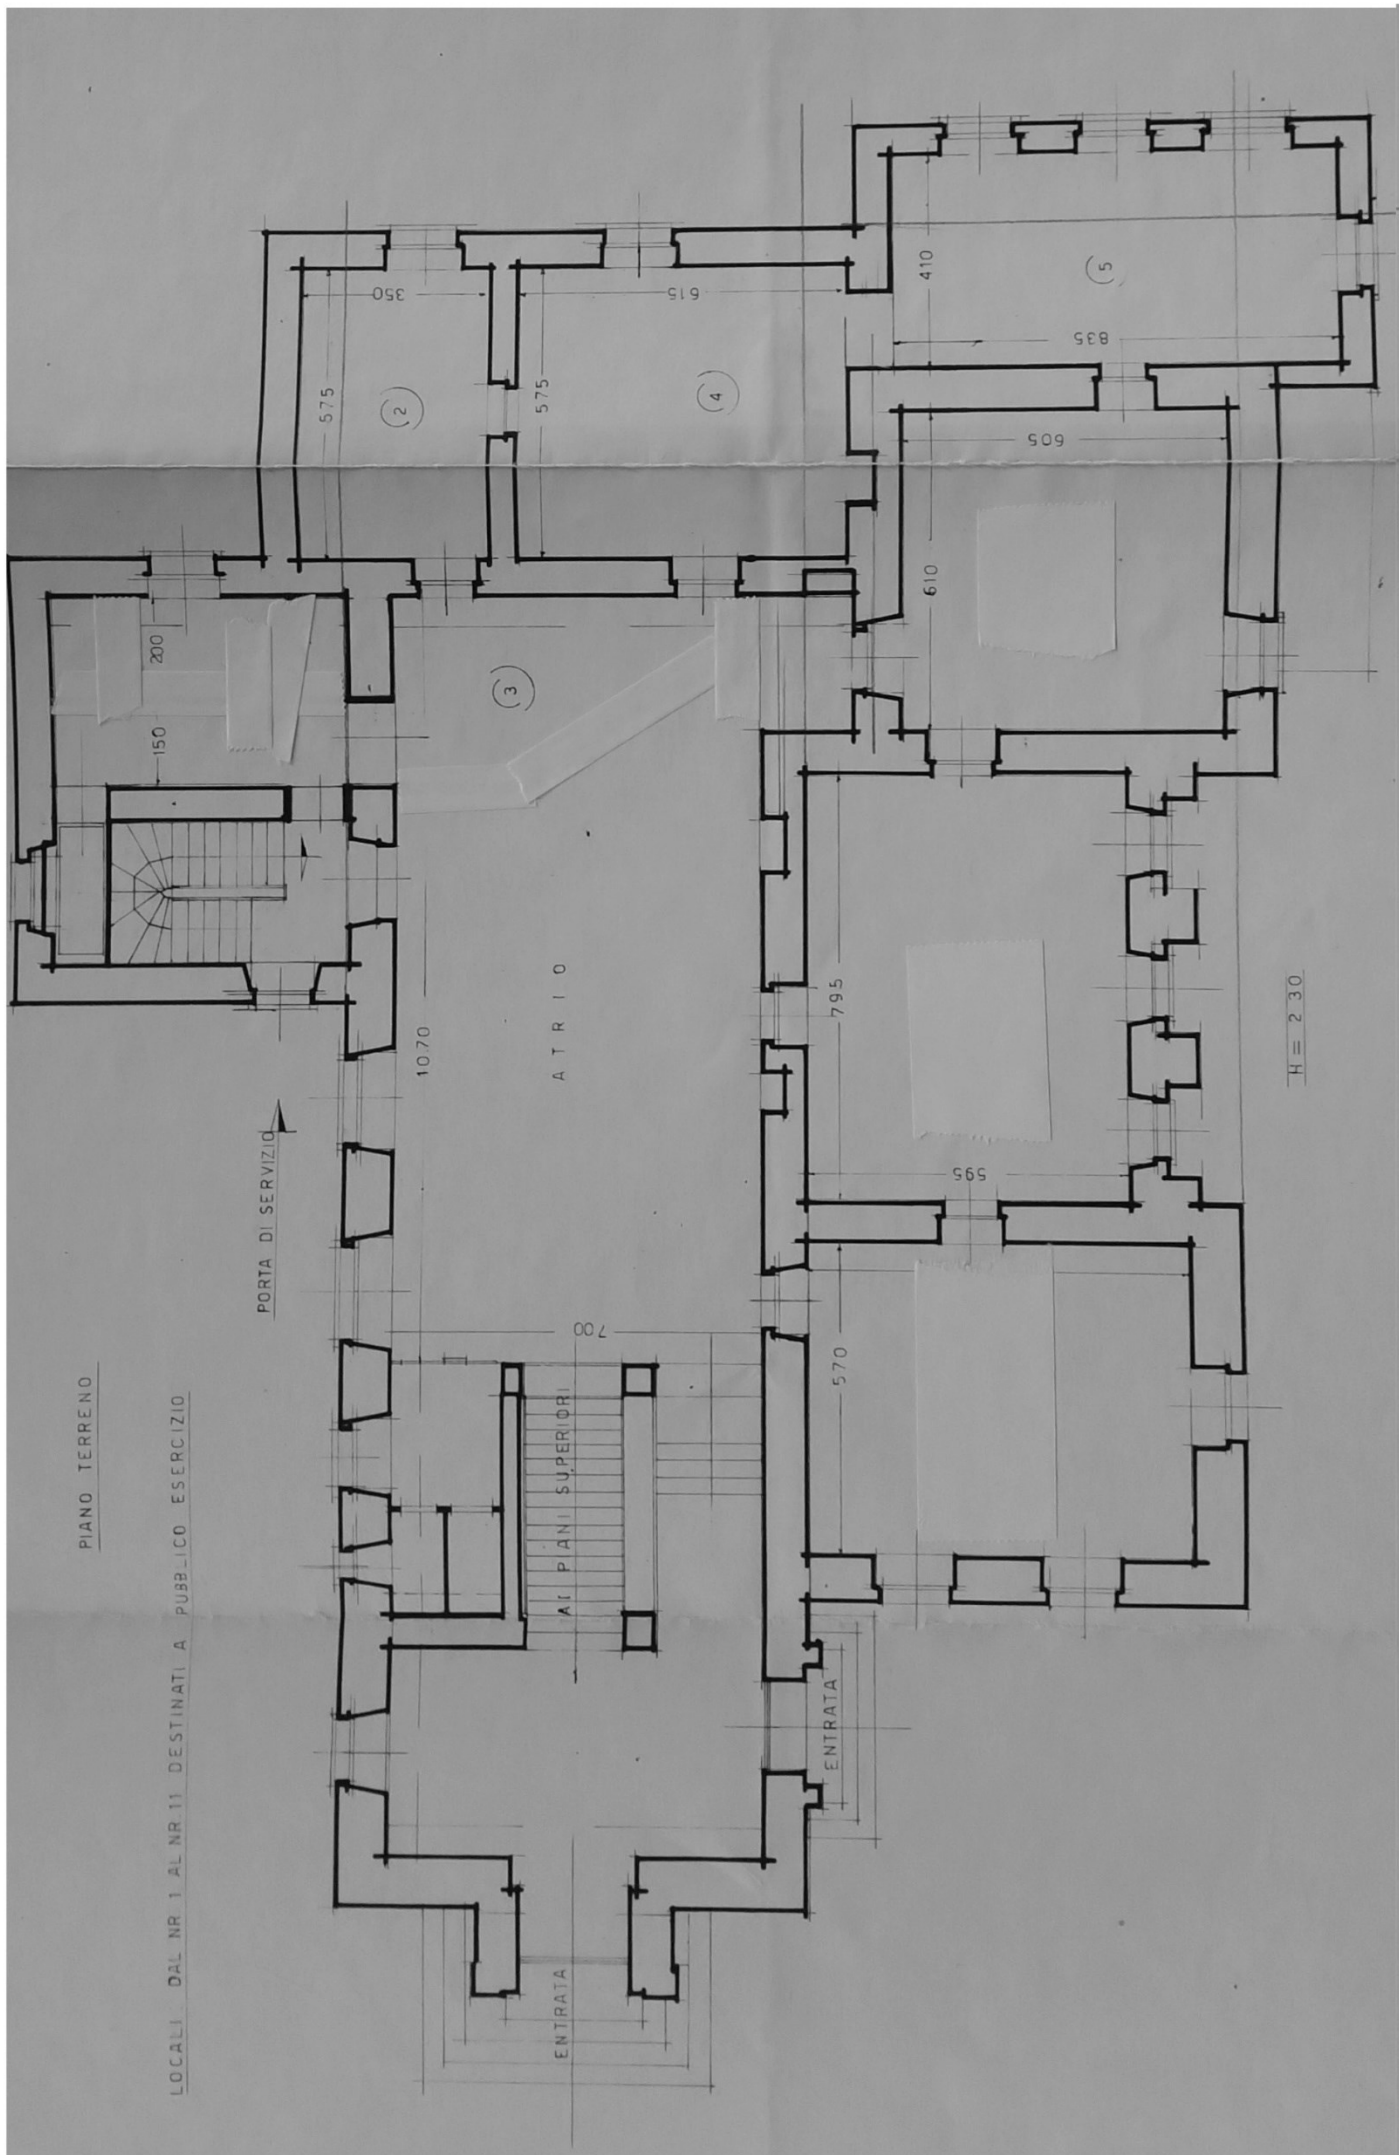 PIANO TERRENO
LOCALI DAL NR 1 AL NR 11 DESTINATI A PUBBLICO ESERCIZIO
PORTA DI SERVIZIO
150
200
10.70
ATRIO
3
575
2
350
575
4
615
410
5
835
605
610
795
595
570
700
AI PIANI SUPERIORI
ENTRATA
ENTRATA
H = 2 30